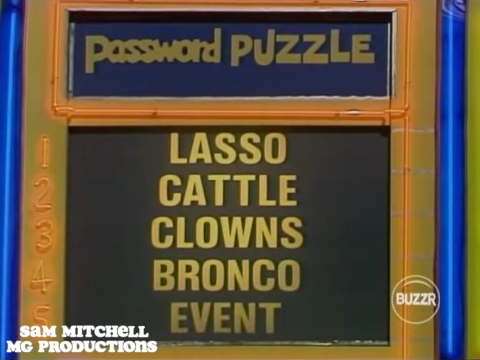 Password PUZZLE
1 LASSO
2 CATTLE
3 CLOWNS
4 BRONCO
5 EVENT
BUZZR
SAM MITCHELL
MG PRODUCTIONS